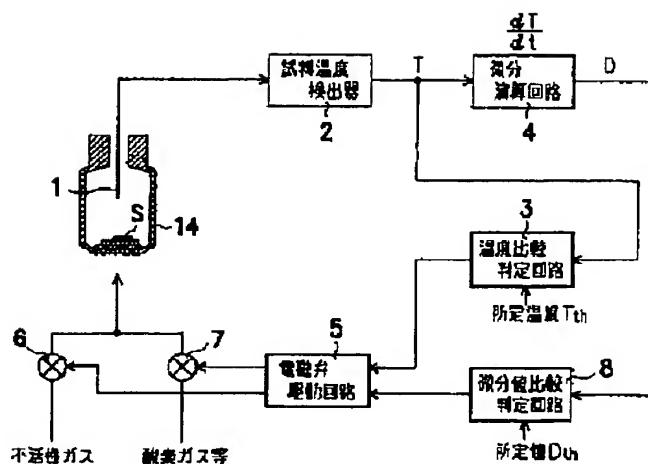 dT
dt
試料温度
検出器
2
T
微分
演算回路
4
D
1
S
14
3
温度比較
判定回路
所定温度Tth
6
7
5
電磁弁
駆動回路
微分値比較
判定回路
8
所定値Dth
不活性ガス
酸素ガス等